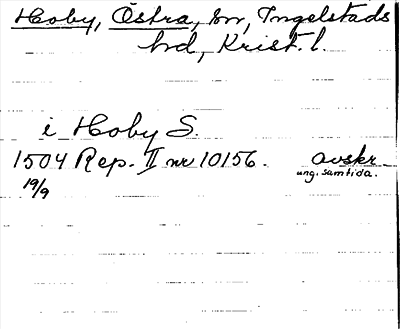 Hoby, Östra, sn, Ingelstads
hd, Krist. l.
i Hoby S.
1504 Rep. II nr 10156. avskr.
19/9 ung. samtida.